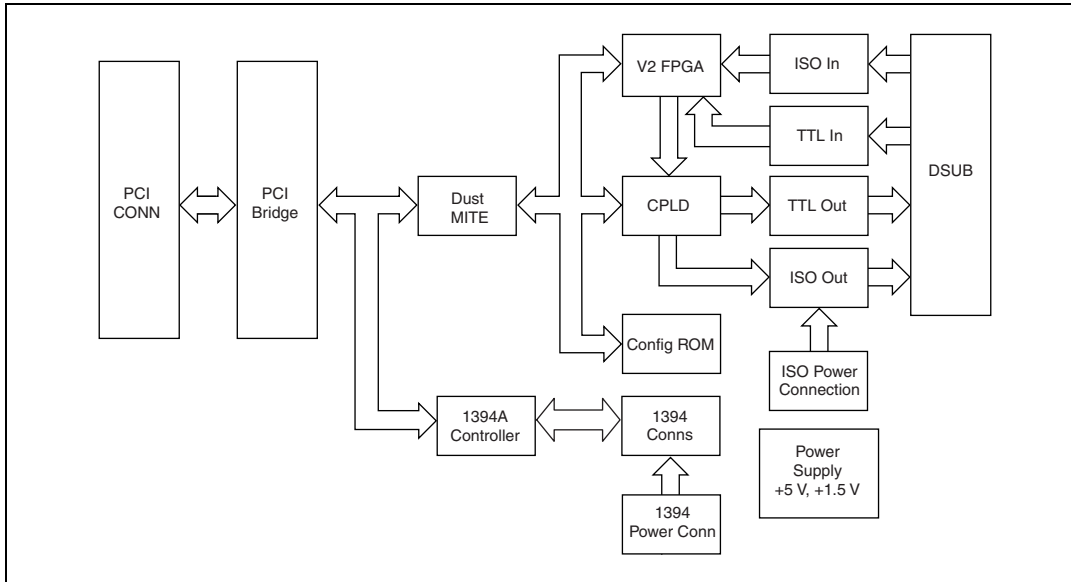 PCI
CONN
PCI
Bridge
Dust
MITE
V2 FPGA
ISO In
TTL In
CPLD
TTL Out
ISO Out
DSUB
Config ROM
ISO Power
Connection
1394A
Controller
1394
Conns
1394
Power Conn
Power
Supply
+5 V, +1.5 V